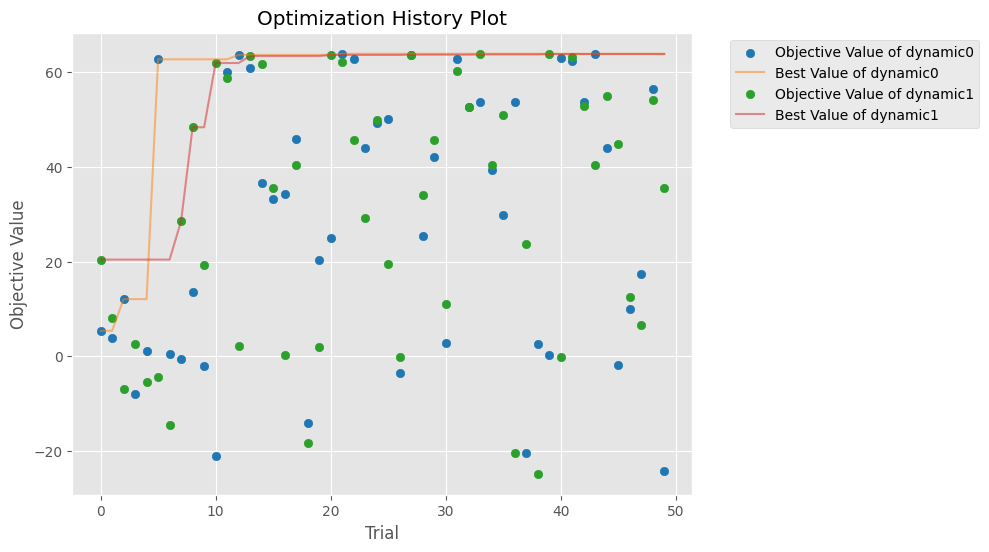 Optimization History Plot
Objective Value of dynamic0
Best Value of dynamic0
Objective Value of dynamic1
Best Value of dynamic1
Objective Value
60
40
20
0
−20
0 10 20 30 40 50
Trial